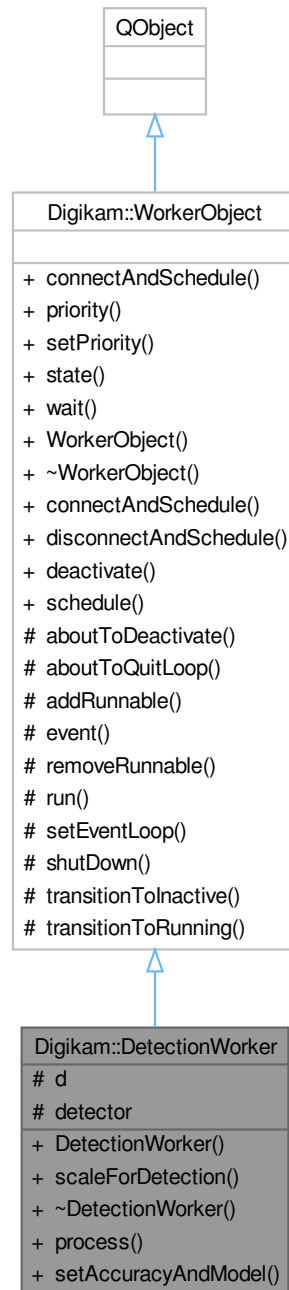 QObject
Digikam::WorkerObject
+ connectAndSchedule()
+ priority()
+ setPriority()
+ state()
+ wait()
+ WorkerObject()
+ ~WorkerObject()
+ connectAndSchedule()
+ disconnectAndSchedule()
+ deactivate()
+ schedule()
# aboutToDeactivate()
# aboutToQuitLoop()
# addRunnable()
# event()
# removeRunnable()
# run()
# setEventLoop()
# shutDown()
# transitionToInactive()
# transitionToRunning()
Digikam::DetectionWorker
# d
# detector
+ DetectionWorker()
+ scaleForDetection()
+ ~DetectionWorker()
+ process()
+ setAccuracyAndModel()